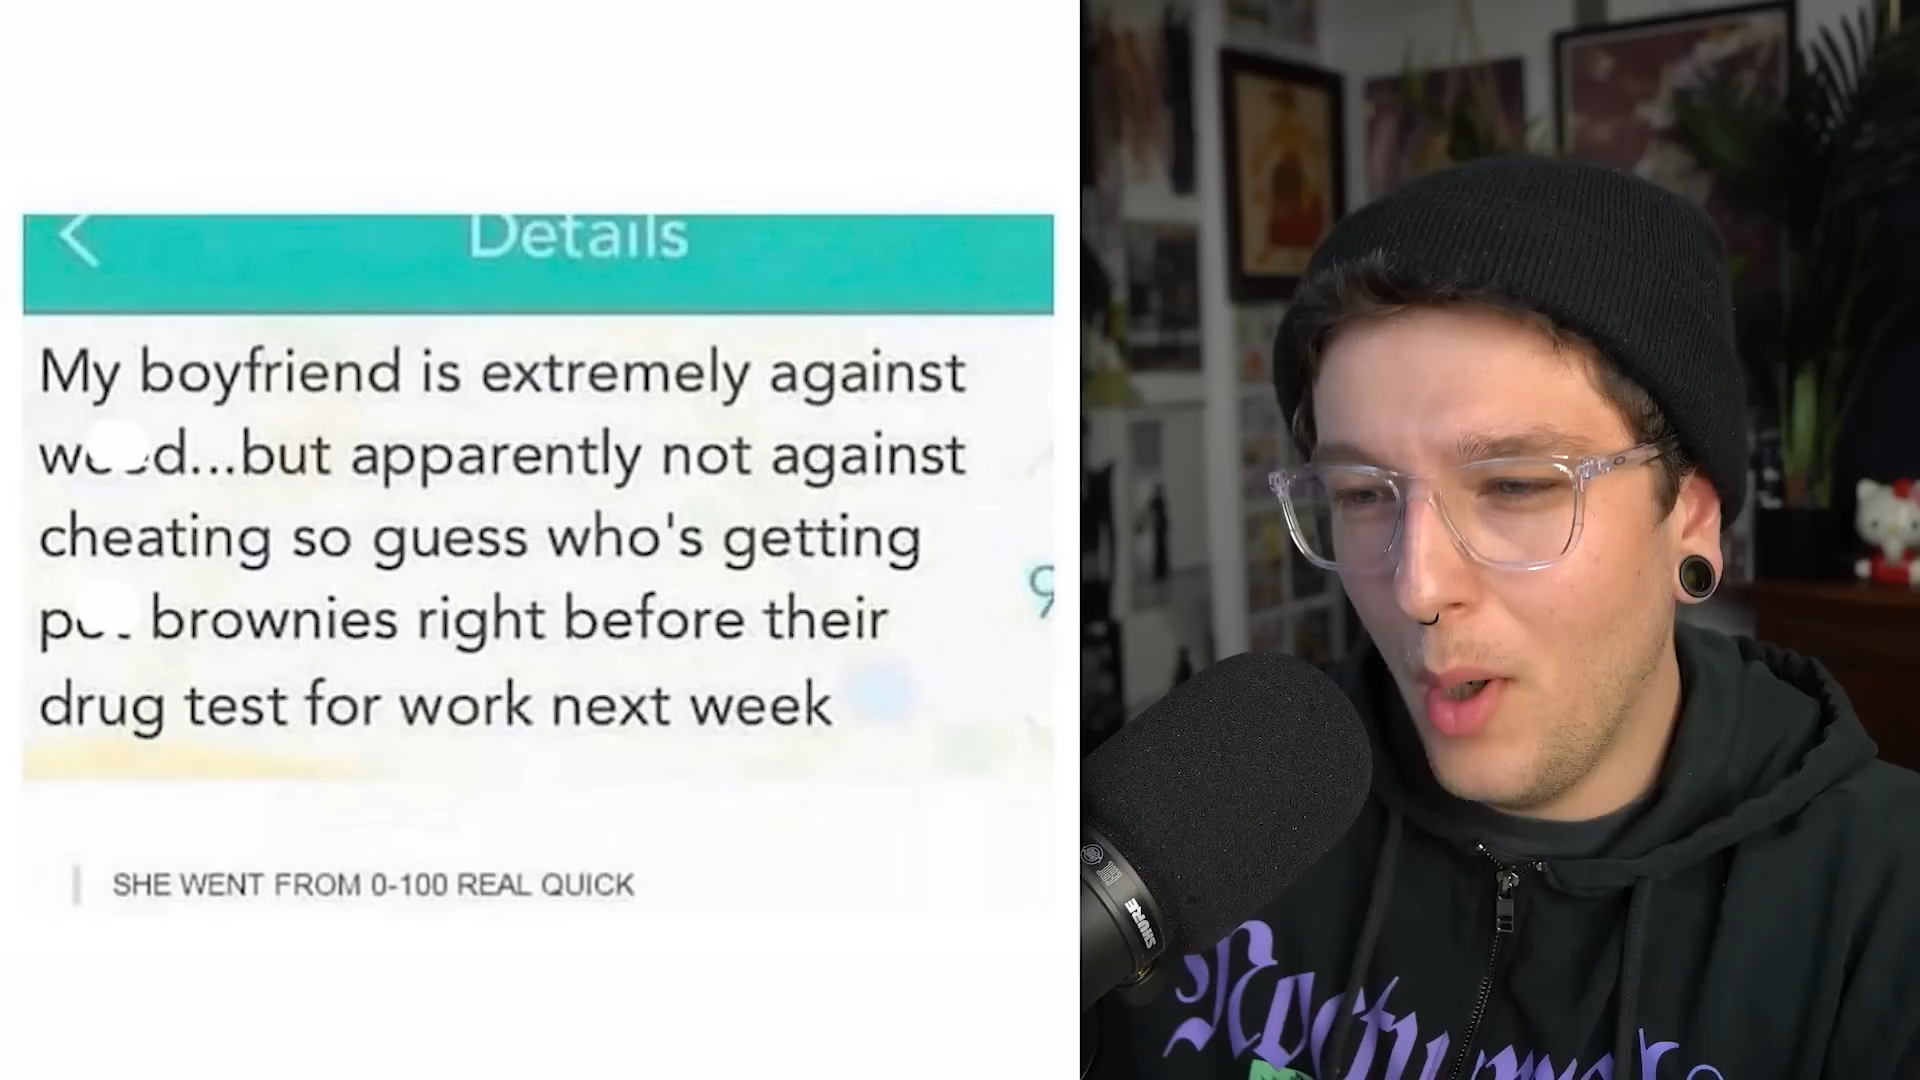 Details
My boyfriend is extremely against
...but apparently not against
cheating so guess who's getting
brownies right before their
drug test for work next week
SHE WENT FROM 0-100 REAL QUICK
SHURE